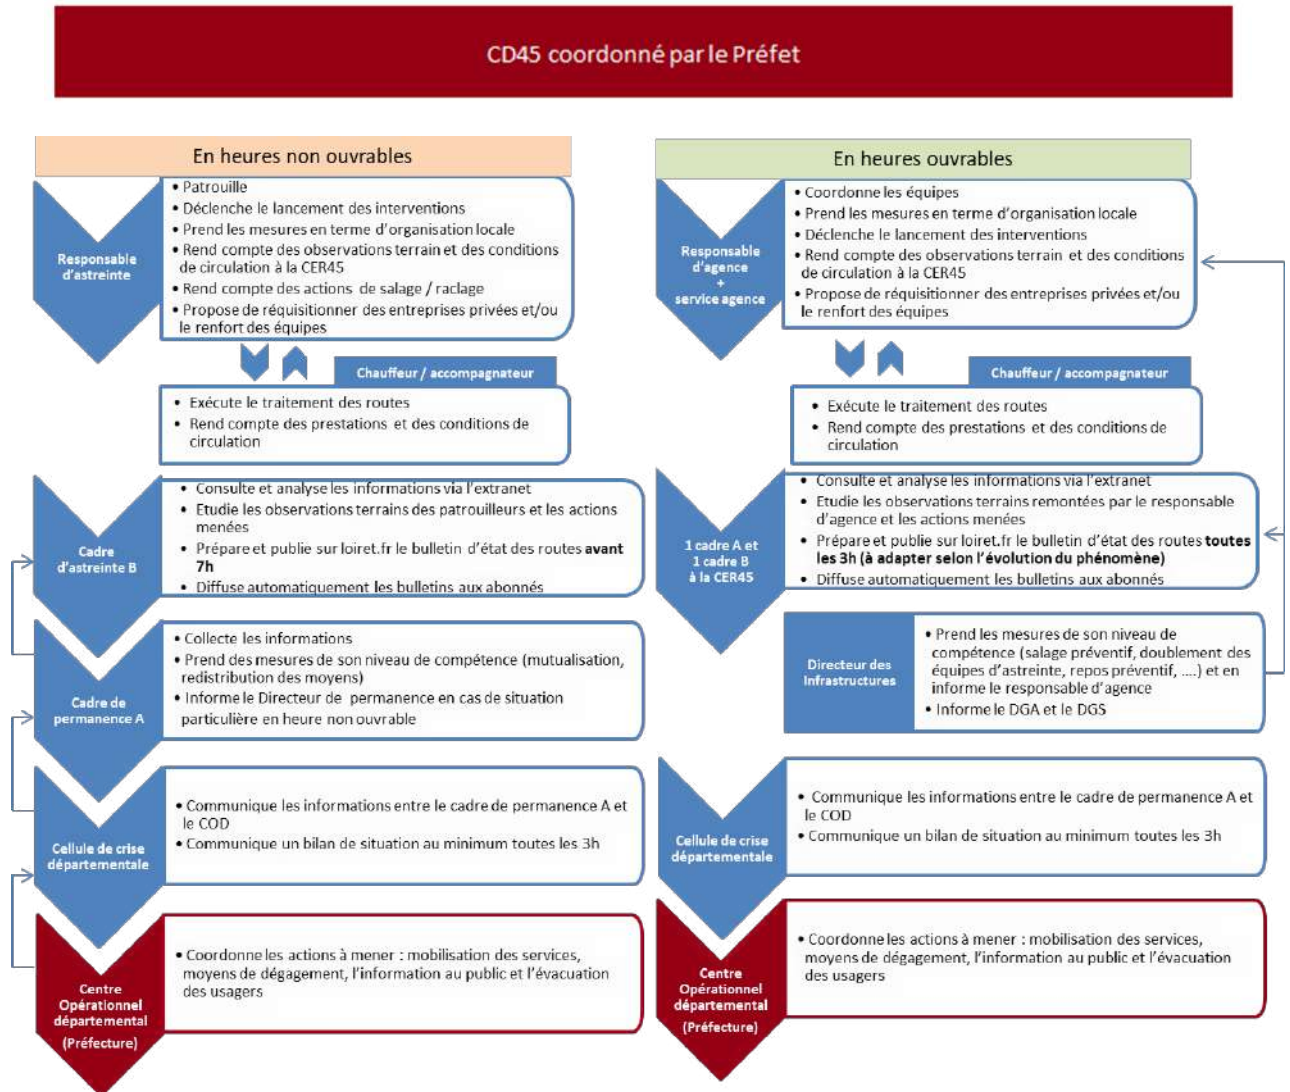 CD45 coordonné par le Préfet
En heures non ouvrables
Responsable
d'astreinte
• Patrouille
• Déclenche le lancement des interventions
• Prend les mesures en terme d'organisation locale
• Rend compte des observations terrain et des conditions
de circulation à la CER45
• Rend compte des actions de salage / raclage
• Propose de réquisitionner des entreprises privées et/ou
le renfort des équipes
Chauffeur / accompagnateur
• Exécute le traitement des routes
• Rend compte des prestations et des conditions de
circulation
Cadre
d'astreinte B
• Consulte et analyse les informations via l'extranet
• Etudie les observations terrains des patrouilleurs et les actions
menées
• Prépare et publie sur loiret.fr le bulletin d'état des routes avant
7h
• Diffuse automatiquement les bulletins aux abonnés
Cadre de
permanence A
• Collecte les informations
• Prend des mesures de son niveau de compétence (mutualisation,
redistribution des moyens)
• Informe le Directeur de permanence en cas de situation
particulière en heure non ouvrable
Cellule de crise
départementale
• Communique les informations entre le cadre de permanence A et
le COD
• Communique un bilan de situation au minimum toutes les 3h
Centre
Opérationnel
départemental
(Préfecture)
• Coordonne les actions à mener : mobilisation des services,
moyens de dégagement, l'information au public et l'évacuation
des usagers
En heures ouvrables
Responsable
d'agence
+
service agence
• Coordonne les équipes
• Prend les mesures en terme d'organisation locale
• Déclenche le lancement des interventions
• Rend compte des observations terrain et des conditions
de circulation à la CER45
• Propose de réquisitionner des entreprises privées et/ou
le renfort des équipes
Chauffeur / accompagnateur
• Exécute le traitement des routes
• Rend compte des prestations et des conditions de
circulation
1 cadre A et
1 cadre B
à la CER45
• Consulte et analyse les informations via l'extranet
• Etudie les observations terrains remontées par le responsable
d'agence et les actions menées
• Prépare et publie sur loiret.fr le bulletin d'état des routes toutes
les 3h (à adapter selon l'évolution du phénomène)
• Diffuse automatiquement les bulletins aux abonnés
Directeur des
Infrastructures
• Prend les mesures de son niveau de
compétence (salage préventif, doublement des
équipes d'astreinte, repos préventif, ....) et en
informe le responsable d'agence
• Informe le DGA et le DGS
Cellule de crise
départementale
• Communique les informations entre le cadre de permanence A et
le COD
• Communique un bilan de situation au minimum toutes les 3h
Centre
Opérationnel
départemental
(Préfecture)
• Coordonne les actions à mener : mobilisation des services,
moyens de dégagement, l'information au public et l'évacuation
des usagers